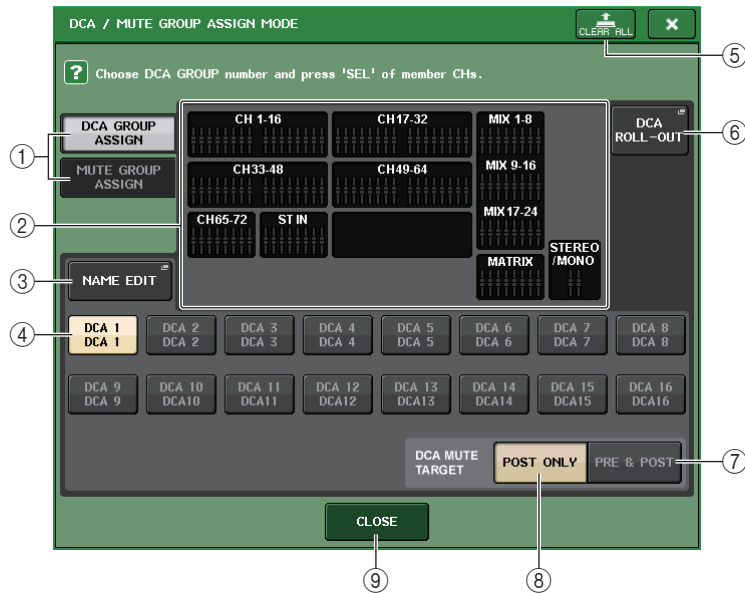 DCA / MUTE GROUP ASSIGN MODE
CLEAR ALL
×
⑤
? Choose DCA GROUP number and press 'SEL' of member CHs.
①
DCA GROUP
ASSIGN
MUTE GROUP
ASSIGN
②
CH 1-16
CH17-32
MIX 1-8
CH33-48
CH49-64
MIX 9-16
CH65-72
ST IN
MIX17-24
MATRIX
STEREO
/MONO
DCA
ROLL-OUT
⑥
③
NAME EDIT
④
DCA 1
DCA 1
DCA 2
DCA 2
DCA 3
DCA 3
DCA 4
DCA 4
DCA 5
DCA 5
DCA 6
DCA 6
DCA 7
DCA 7
DCA 8
DCA 8
DCA 9
DCA 9
DCA 10
DCA10
DCA 11
DCA11
DCA 12
DCA12
DCA 13
DCA13
DCA 14
DCA14
DCA 15
DCA15
DCA 16
DCA16
DCA MUTE
TARGET
POST ONLY
PRE & POST
⑦
CLOSE
⑨
⑧